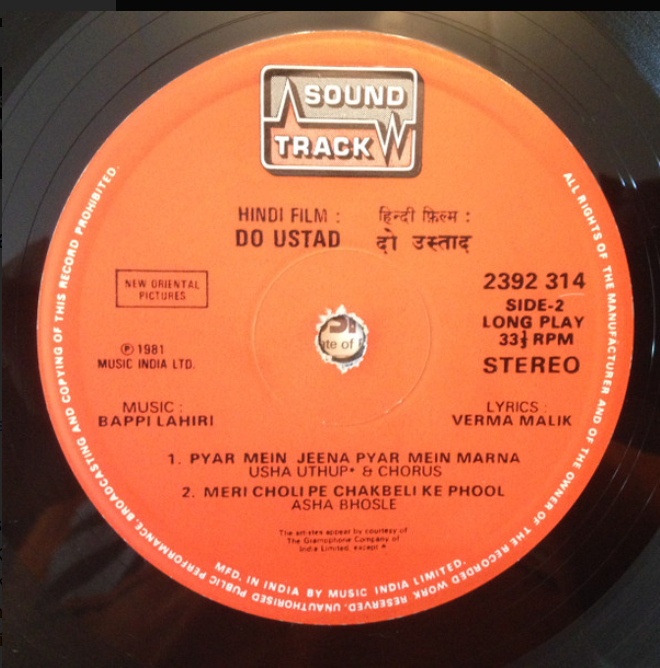 SOUND
TRACK
HINDI FILM :
DO USTAD
हिन्दी फ़िल्म :
दो उस्ताद
NEW ORIENTAL
PICTURES
2392 314
SIDE-2
LONG PLAY
33⅓ RPM
STEREO
℗ 1981
MUSIC INDIA LTD.
MUSIC :
BAPPI LAHIRI
LYRICS :
VERMA MALIK
1. PYAR MEIN JEENA PYAR MEIN MARNA
USHA UTHUP* & CHORUS
2. MERI CHOLI PE CHAKBELI KE PHOOL
ASHA BHOSLE
The artistes appear by courtesy of
The Gramophone Company of
India Limited, except *
MFD. IN INDIA BY MUSIC INDIA LIMITED.
ALL RIGHTS OF THE MANUFACTURER AND OF THE OWNER OF THE RECORDED WORK RESERVED. UNAUTHORISED PUBLIC PERFORMANCE, BROADCASTING AND COPYING OF THIS RECORD PROHIBITED.